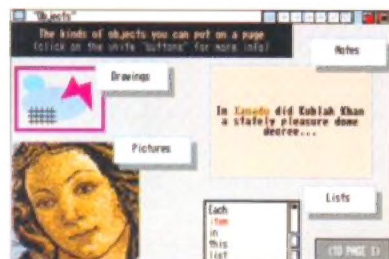 "Objects"
The kinds of objects you can put on a page
(click on the white "buttons" for more info)
Notes
Drawings
In Xanadu did Kublah Khan
a stately pleasure dome
decree...
Pictures
Lists
Each
item
in
this
list
(TO PAGE 1)